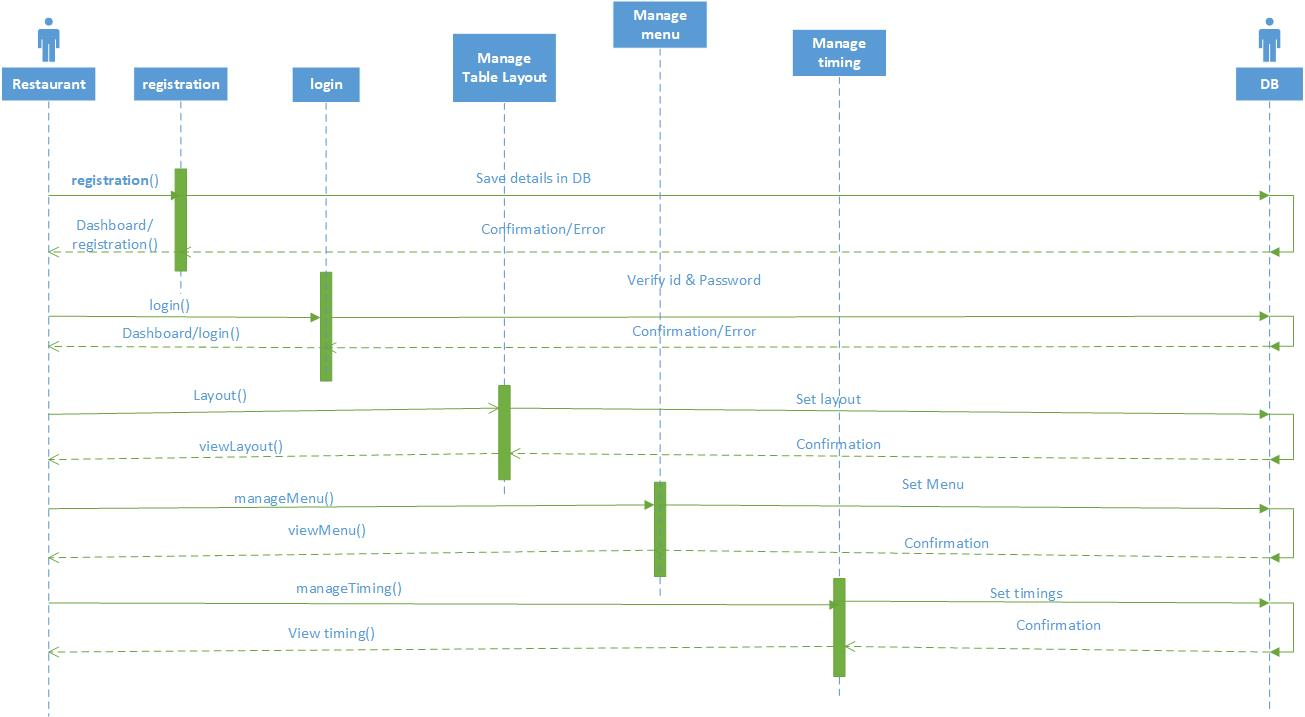 Manage
menu
Manage
timing
Manage
Table Layout
Restaurant
registration
login
DB
registration()
Save details in DB
Dashboard/
registration()
Confirmation/Error
Verify id & Password
login()
Dashboard/login()
Confirmation/Error
Layout()
Set layout
viewLayout()
Confirmation
manageMenu()
Set Menu
viewMenu()
Confirmation
manageTiming()
Set timings
View timing()
Confirmation